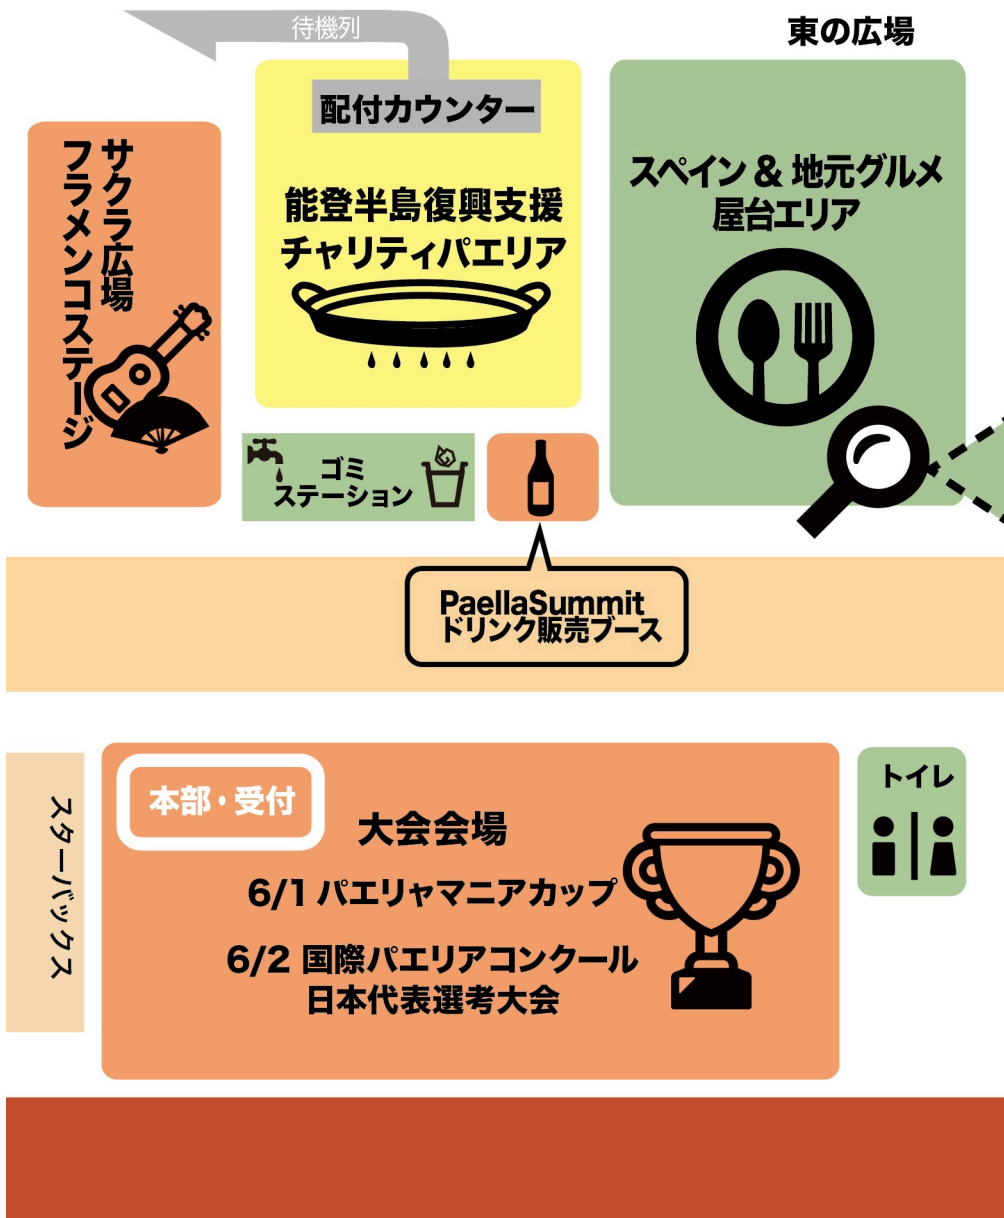 待機列
東の広場
配付カウンター
サクラ広場
フラメンコステージ
能登半島復興支援
チャリティパエリア
スペイン & 地元グルメ
屋台エリア
ゴミ
ステーション
PaellaSummit
ドリンク販売ブース
スターバックス
本部・受付
大会会場
6/1 パエリャマニアカップ
6/2 国際パエリアコンクール
日本代表選考大会
トイレ